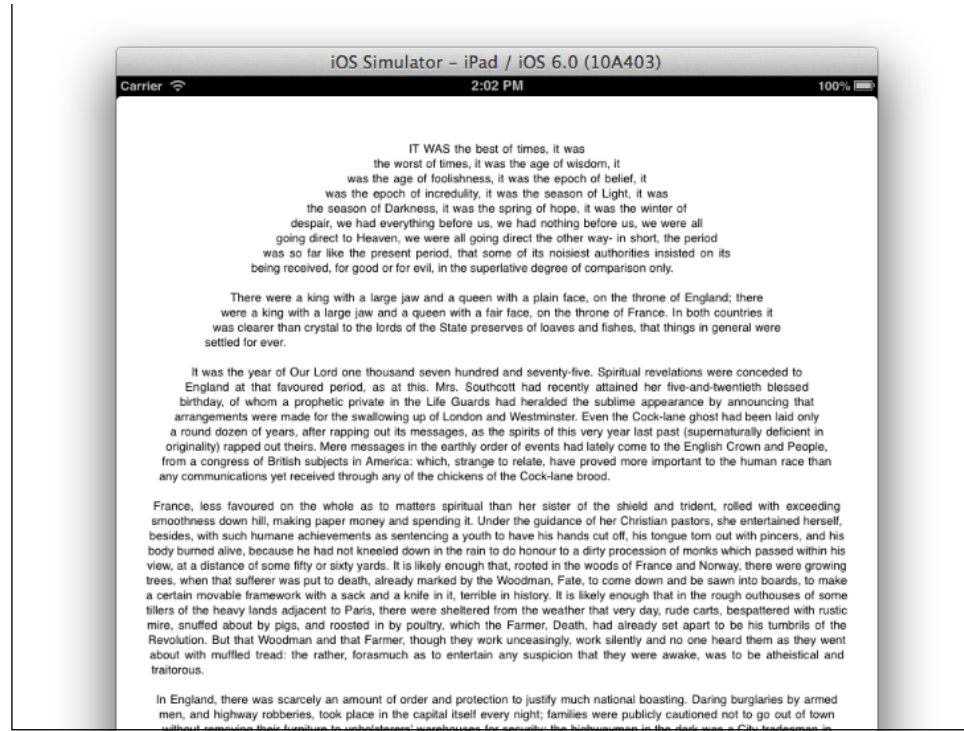 iOS Simulator – iPad / iOS 6.0 (10A403)
Carrier 2:02 PM 100%
IT WAS the best of times, it was
the worst of times, it was the age of wisdom, it
was the age of foolishness, it was the epoch of belief, it
was the epoch of incredulity, it was the season of Light, it was
the season of Darkness, it was the spring of hope, it was the winter of
despair, we had everything before us, we had nothing before us, we were all
going direct to Heaven, we were all going direct the other way- in short, the period
was so far like the present period, that some of its noisiest authorities insisted on its
being received, for good or for evil, in the superlative degree of comparison only.
There were a king with a large jaw and a queen with a plain face, on the throne of England; there
were a king with a large jaw and a queen with a fair face, on the throne of France. In both countries it
was clearer than crystal to the lords of the State preserves of loaves and fishes, that things in general were
settled for ever.
It was the year of Our Lord one thousand seven hundred and seventy-five. Spiritual revelations were conceded to
England at that favoured period, as at this. Mrs. Southcott had recently attained her five-and-twentieth blessed
birthday, of whom a prophetic private in the Life Guards had heralded the sublime appearance by announcing that
arrangements were made for the swallowing up of London and Westminster. Even the Cock-lane ghost had been laid only
a round dozen of years, after rapping out its messages, as the spirits of this very year last past (supernaturally deficient in
originality) rapped out theirs. Mere messages in the earthly order of events had lately come to the English Crown and People,
from a congress of British subjects in America: which, strange to relate, have proved more important to the human race than
any communications yet received through any of the chickens of the Cock-lane brood.
France, less favoured on the whole as to matters spiritual than her sister of the shield and trident, rolled with exceeding
smoothness down hill, making paper money and spending it. Under the guidance of her Christian pastors, she entertained herself,
besides, with such humane achievements as sentencing a youth to have his hands cut off, his tongue torn out with pincers, and his
body burned alive, because he had not kneeled down in the rain to do honour to a dirty procession of monks which passed within his
view, at a distance of some fifty or sixty yards. It is likely enough that, rooted in the woods of France and Norway, there were growing
trees, when that sufferer was put to death, already marked by the Woodman, Fate, to come down and be sawn into boards, to make
a certain movable framework with a sack and a knife in it, terrible in history. It is likely enough that in the rough outhouses of some
tillers of the heavy lands adjacent to Paris, there were sheltered from the weather that very day, rude carts, bespattered with rustic
mire, snuffed about by pigs, and roosted in by poultry, which the Farmer, Death, had already set apart to be his tumbrils of the
Revolution. But that Woodman and that Farmer, though they work unceasingly, work silently and no one heard them as they went
about with muffled tread: the rather, forasmuch as to entertain any suspicion that they were awake, was to be atheistical and
traitorous.
In England, there was scarcely an amount of order and protection to justify much national boasting. Daring burglaries by armed
men, and highway robberies, took place in the capital itself every night; families were publicly cautioned not to go out of town
without removing their furniture to upholsterers' warehouses for security; the highwayman in the dark was a City tradesman in